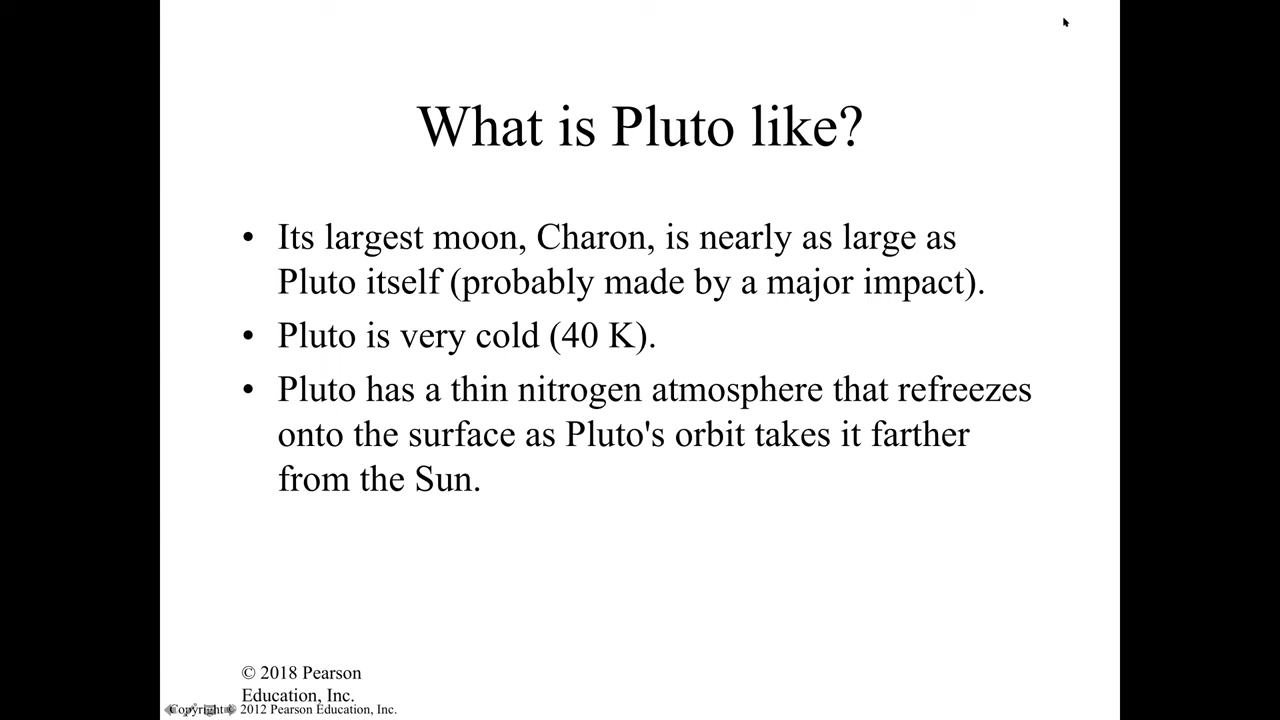 What is Pluto like?
• Its largest moon, Charon, is nearly as large as
Pluto itself (probably made by a major impact).
• Pluto is very cold (40 K).
• Pluto has a thin nitrogen atmosphere that refreezes
onto the surface as Pluto's orbit takes it farther
from the Sun.
© 2018 Pearson
Education, Inc.
Copyright © 2012 Pearson Education, Inc.